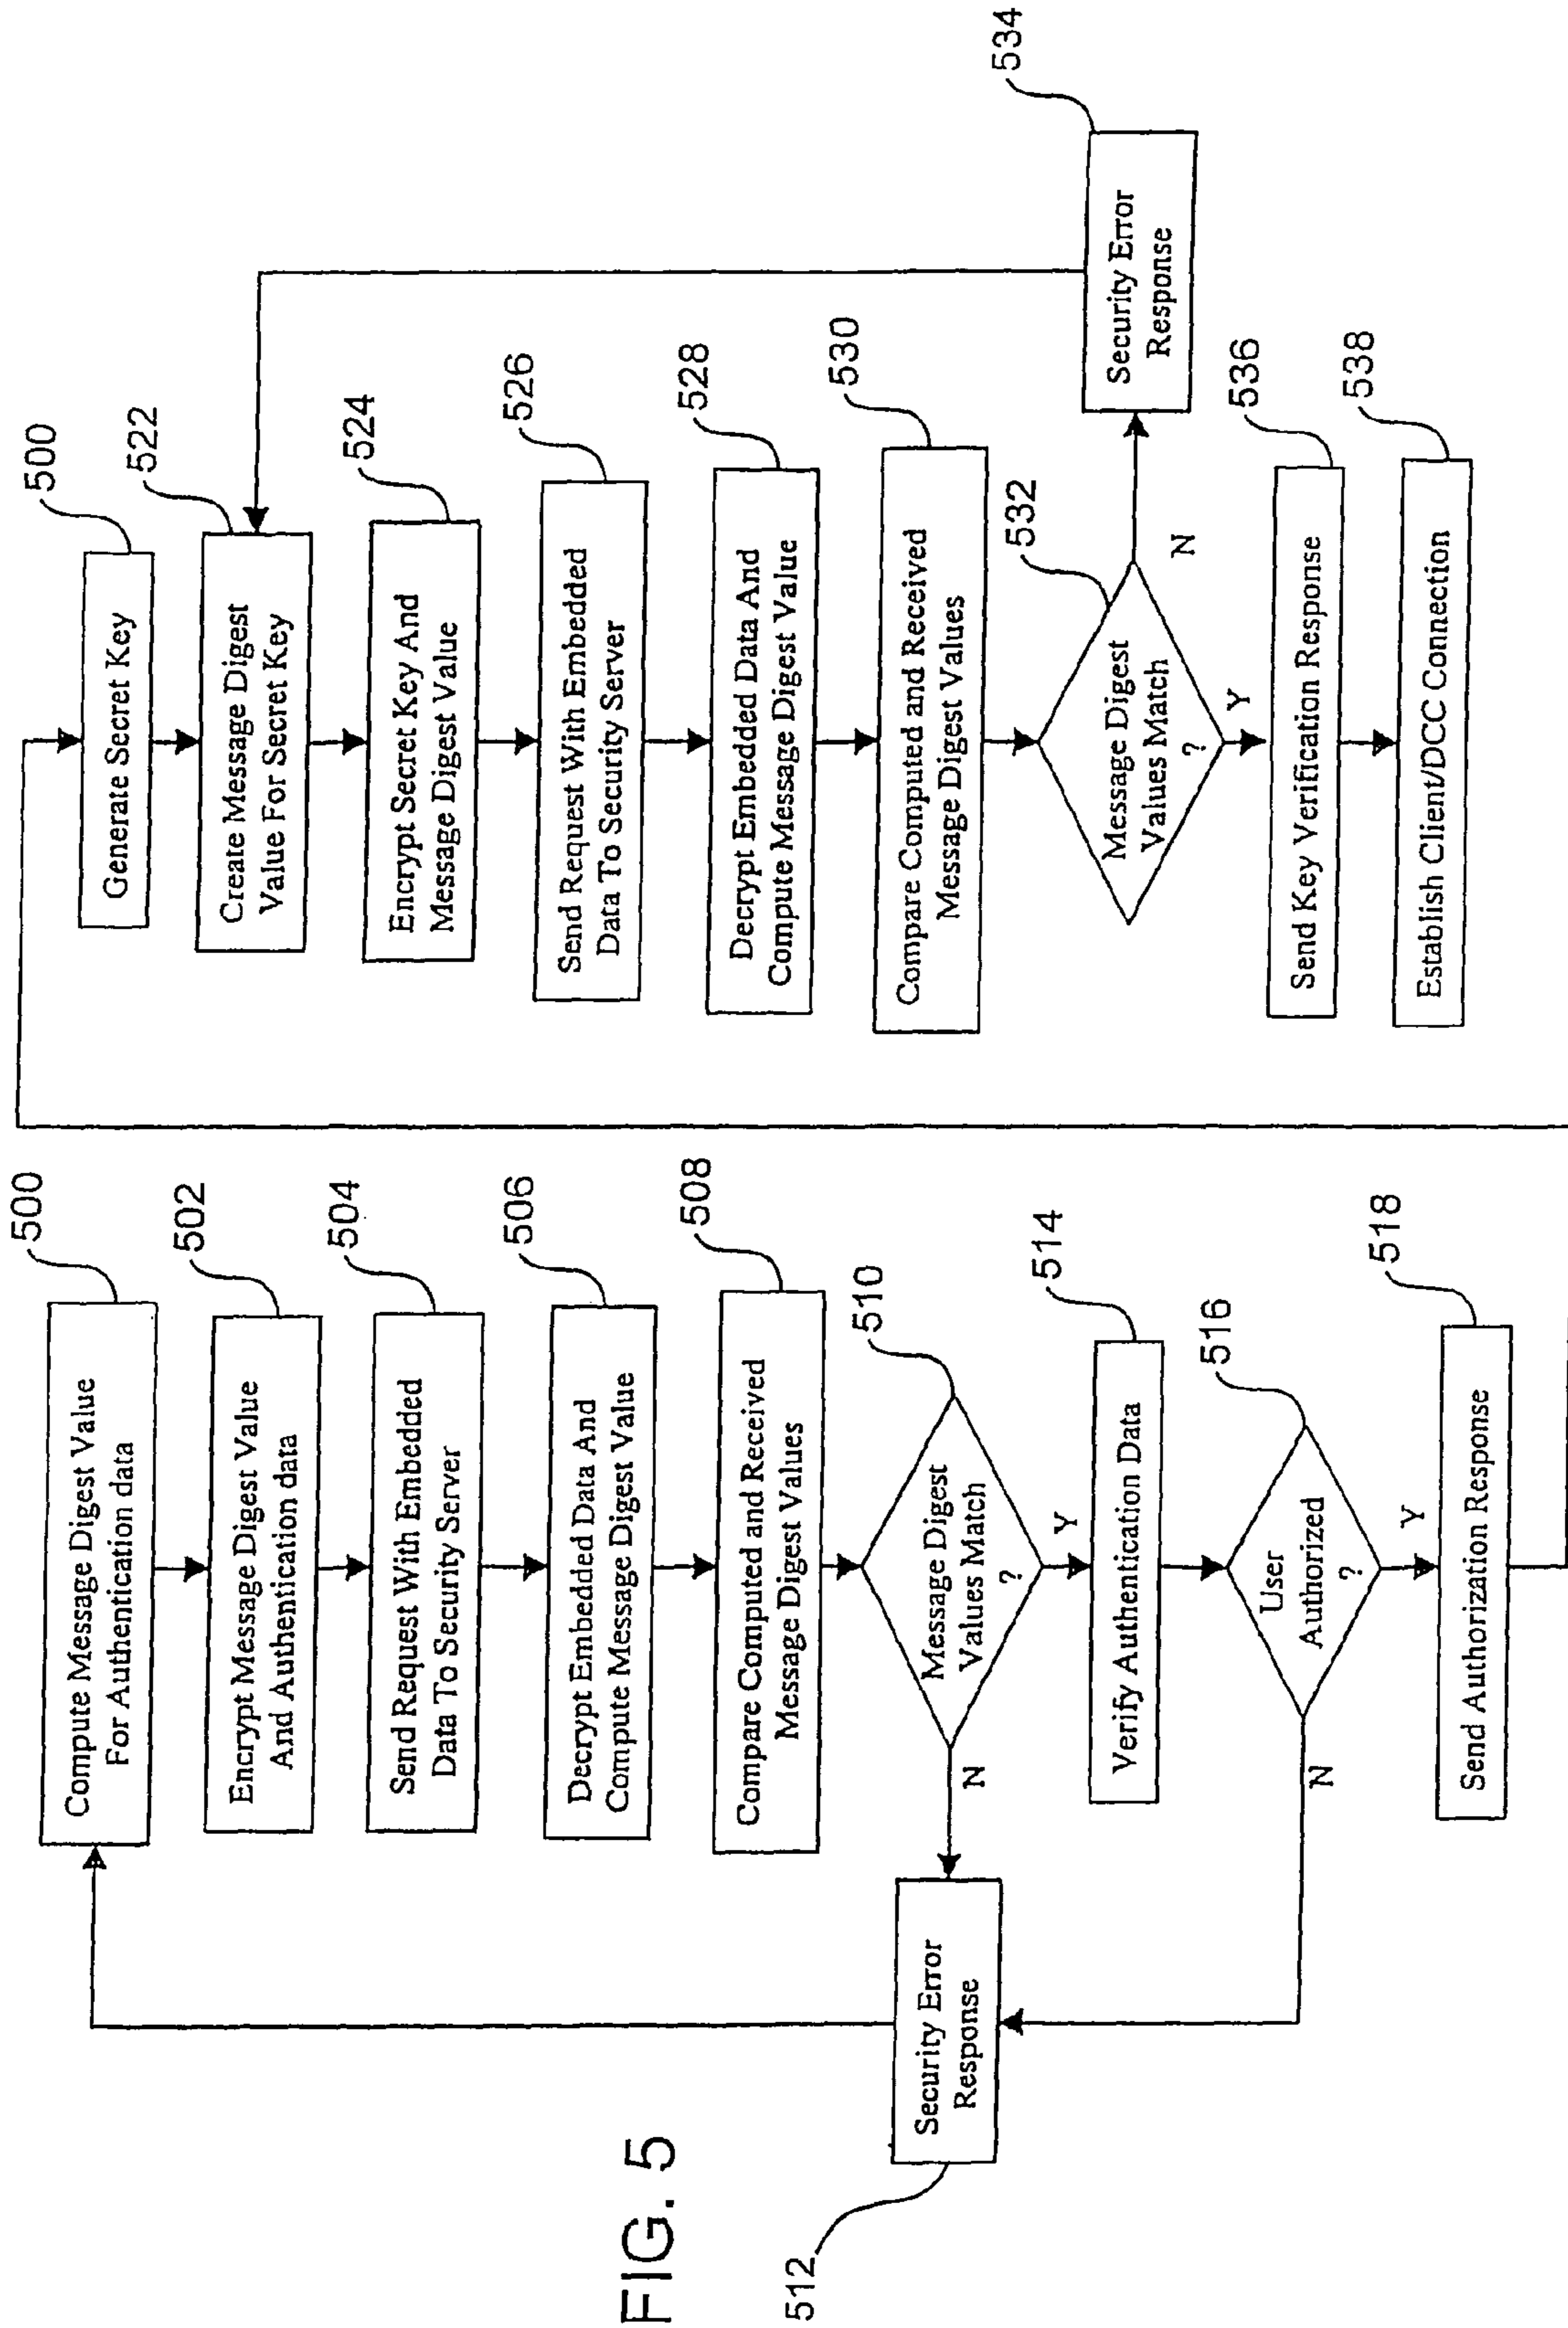 FIG. 5
500
Compute Message Digest Value
For Authentication data
502
Encrypt Message Digest Value
And Authentication data
504
Send Request With Embedded
Data To Security Server
506
Decrypt Embedded Data And
Compute Message Digest Value
508
Compare Computed and Received
Message Digest Values
510
Message Digest
Values Match
?
N
Y
512
Security Error
Response
514
Verify Authentication Data
516
User
Authorized
?
N
Y
518
Send Authorization Response
500
Generate Secret Key
522
Create Message Digest
Value For Secret Key
524
Encrypt Secret Key And
Message Digest Value
526
Send Request With Embedded
Data To Security Server
528
Decrypt Embedded Data And
Compute Message Digest Value
530
Compare Computed and Received
Message Digest Values
532
Message Digest
Values Match
?
N
Y
534
Security Error
Response
536
Send Key Verification Response
538
Establish Client/DCC Connection